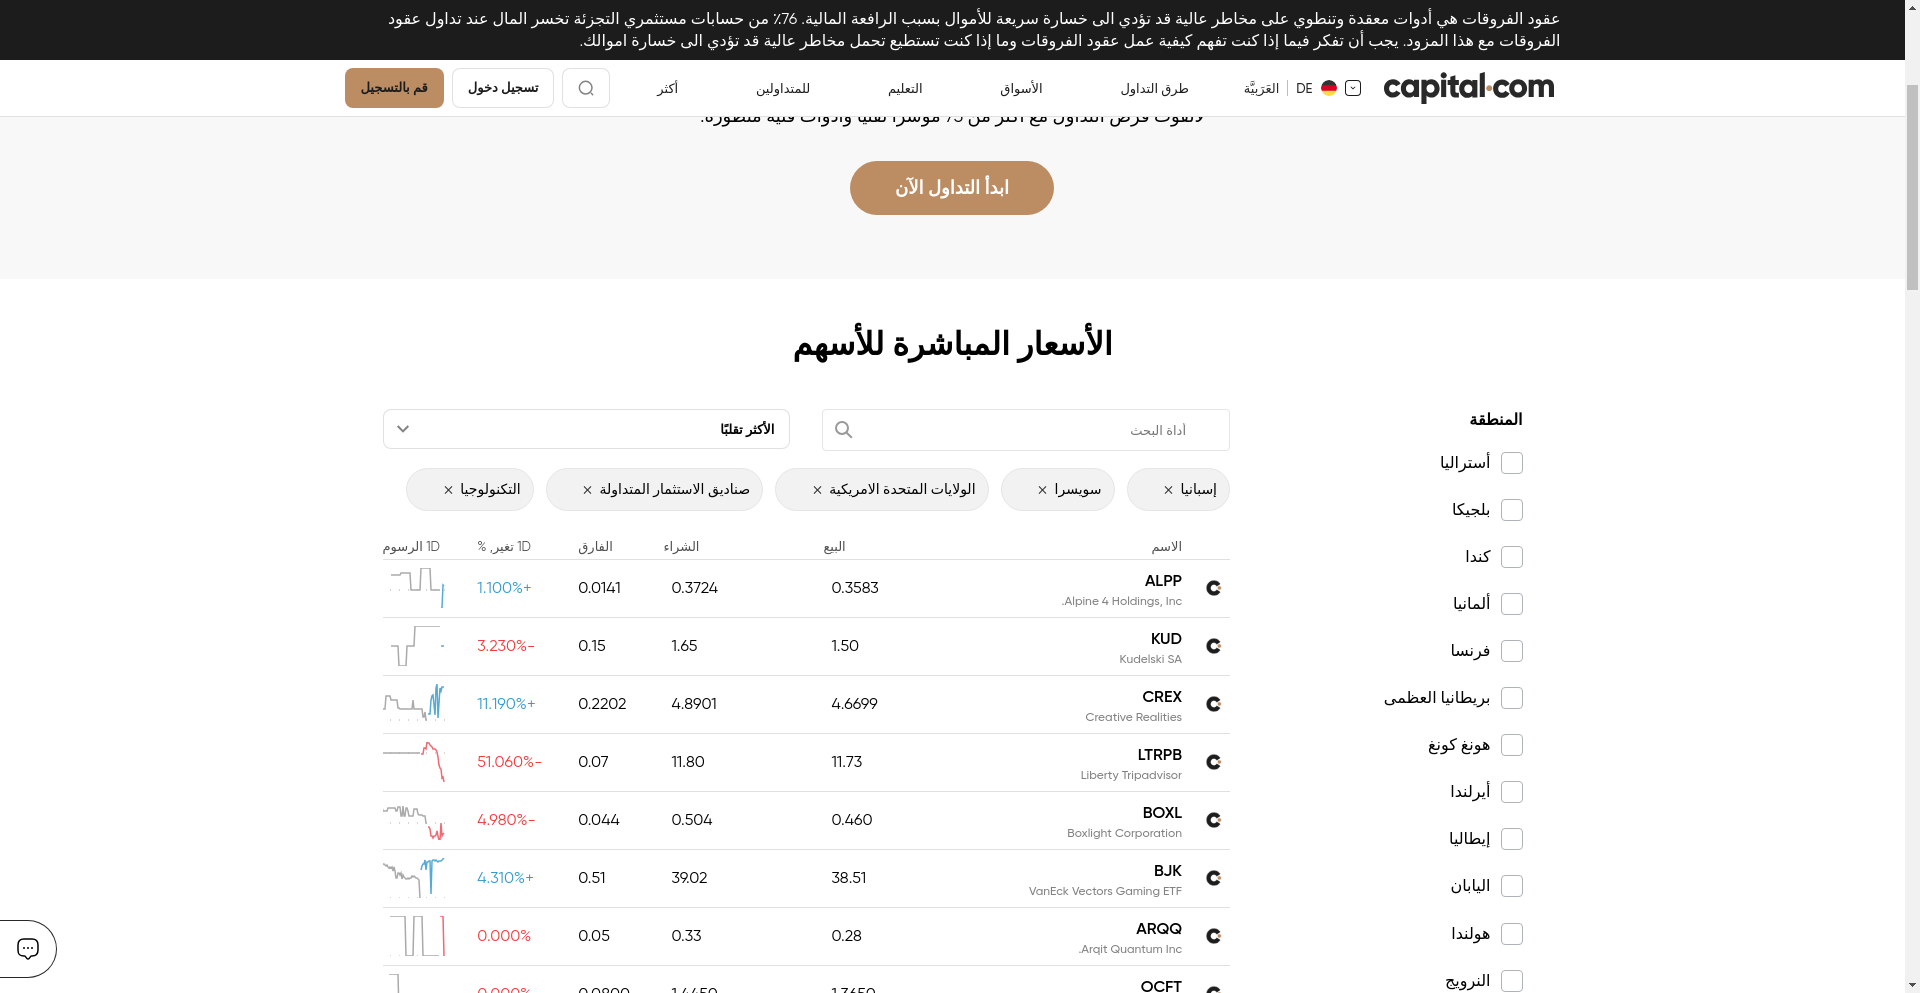 عقود الفروقات هي أدوات معقدة وتنطوي على مخاطر عالية قد تؤدي الى خسارة سريعة للأموال بسبب الرافعة المالية. 76٪ من حسابات مستثمري التجزئة تخسر المال عند تداول عقود
الفروقات مع هذا المزود. يجب أن تفكر فيما إذا كنت تفهم كيفية عمل عقود الفروقات وما إذا كنت تستطيع تحمل مخاطر عالية قد تؤدي الى خسارة اموالك.
capital.com
DE
العَرَبيَّة
طرق التداول
الأسواق
التعليم
للمتداولين
أكثر
تسجيل دخول
قم بالتسجيل
ابدأ التداول الآن
الأسعار المباشرة للأسهم
المنطقة
أستراليا
بلجيكا
كندا
ألمانيا
فرنسا
بريطانيا العظمى
هونغ كونغ
أيرلندا
إيطاليا
اليابان
هولندا
النرويج
أداة البحث
الأكثر تقلبًا
إسبانيا ×
سويسرا ×
الولايات المتحدة الامريكية ×
صناديق الاستثمار المتداولة ×
التكنولوجيا ×
الاسم البيع الشراء الفارق 1D تغير, % 1D الرسوم
ALPP 0.3583 0.3724 0.0141 1.100%+
Alpine 4 Holdings, Inc.
KUD 1.50 1.65 0.15 3.230%-
Kudelski SA
CREX 4.6699 4.8901 0.2202 11.190%+
Creative Realities
LTRPB 11.73 11.80 0.07 51.060%-
Liberty Tripadvisor
BOXL 0.460 0.504 0.044 4.980%-
Boxlight Corporation
BJK 38.51 39.02 0.51 4.310%+
VanEck Vectors Gaming ETF
ARQQ 0.28 0.33 0.05 0.000%
Arqit Quantum Inc.
OCFT